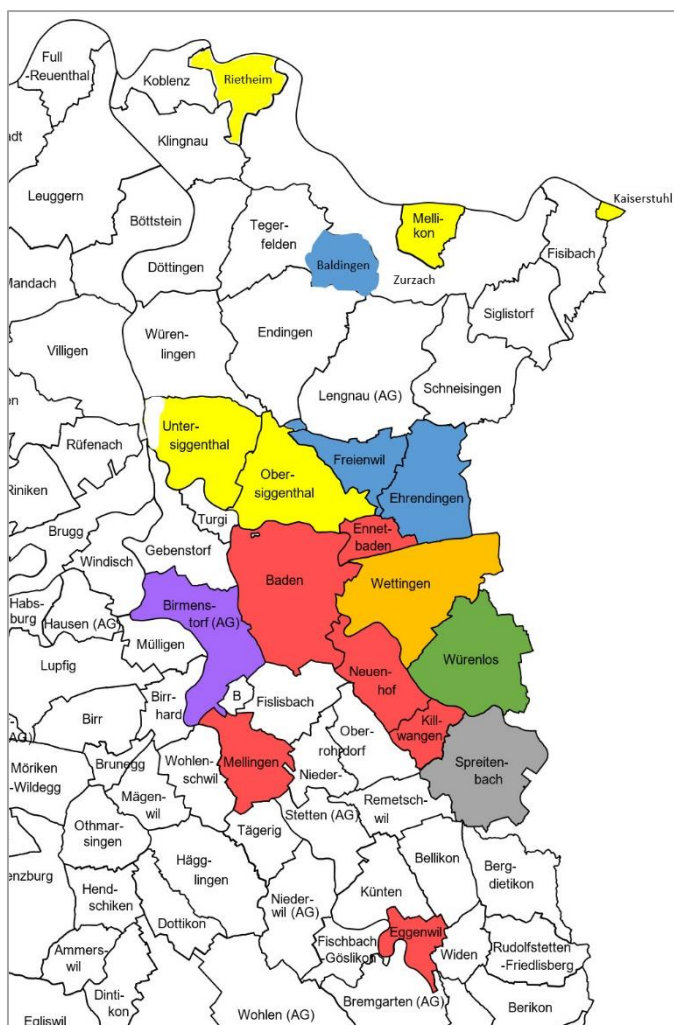 Full
-Reuenthal
Koblenz
Rietheim
Klingnau
Leuggern
Kaiserstuhl
Böttstein
Melli-
kon
Teger-
felden
Fisibach
Döttingen
Baldingen
Zurzach
Mandach
Siglistorf
Villigen
Würen-
lingen
Endingen
Lengnau (AG)
Schneisingen
Unter-
siggenthal
Rüfenach
Freienwil
Ober-
siggenthal
Ehrendingen
Riniken
Turgi
Ennet-
baden
Brugg
Gebenstorf
Windisch
Baden
Wettingen
Habs-
burg
Hausen (AG)
Birmens-
torf (AG)
Mülligen
Würenlos
Lupfig
Neuen-
hof
Birr-
hard
B
Fislisbach
Kill-
wangen
Birr
Ober-
rohrdorf
AG)
Wohlen-
schwil
Mellingen
Nieder-
Spreiten-
bach
Brunegg
Möriken
-Wildegg
Mägen-
wil
Remetsch-
wil
Stetten (AG)
Othmar-
singen
Tägerig
Hägg-
lingen
Bellikon
Berg-
dietikon
enzburg
Hend-
schiken
Nieder-
wil (AG)
Künten
Dottikon
Eggenwil
Fischbach
-Göslikon
Widen
Rudolfstetten
-Friedlisberg
Ammers-
wil
Dinti-
kon
Bremgarten (AG)
Wohlen (AG)
Berikon
Egliswil